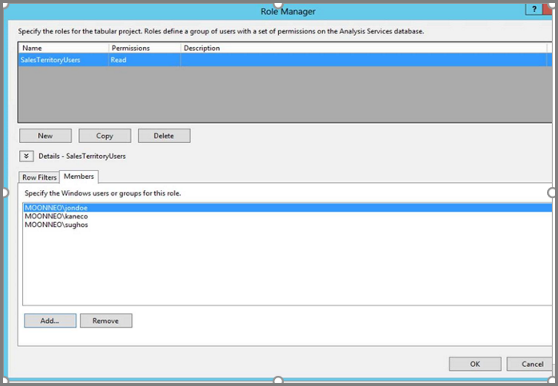 Role Manager
?
Specify the roles for the tabular project. Roles define a group of users with a set of permissions on the Analysis Services database.
Name Permissions Description
SalesTerritoryUsers Read
New Copy Delete
Details - SalesTerritoryUsers
Row Filters Members
Specify the Windows users or groups for this role.
MOONNEO\jondoe
MOONNEO\kaneco
MOONNEO\sughos
Add... Remove
OK Cancel